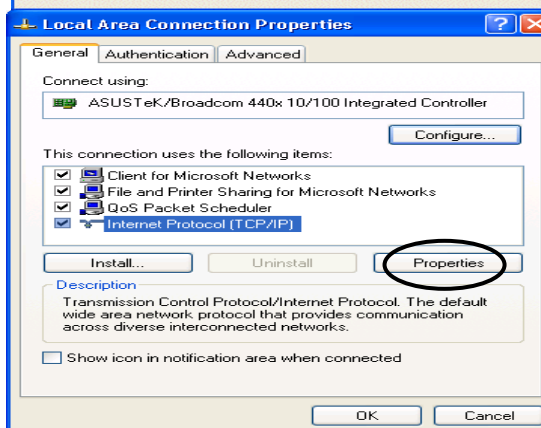 Local Area Connection Properties
General Authentication Advanced
Connect using:
ASUSTeK/Broadcom 440x 10/100 Integrated Controller
Configure...
This connection uses the following items:
Client for Microsoft Networks
File and Printer Sharing for Microsoft Networks
QoS Packet Scheduler
Internet Protocol (TCP/IP)
Install... Uninstall Properties
Description
Transmission Control Protocol/Internet Protocol. The default
wide area network protocol that provides communication
across diverse interconnected networks.
Show icon in notification area when connected
OK Cancel